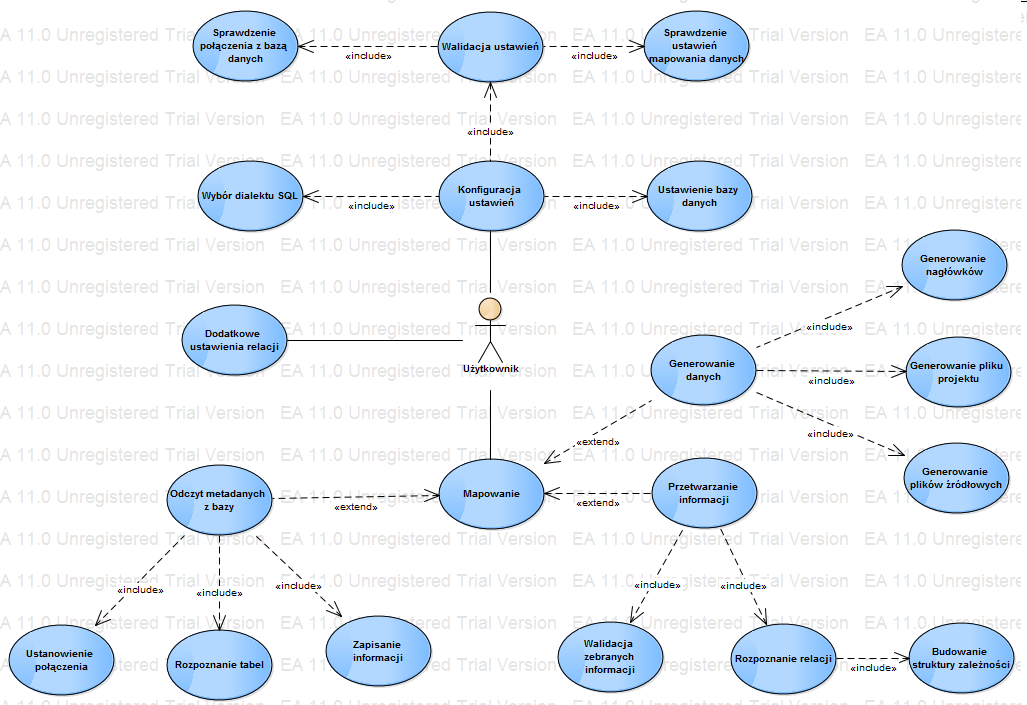 Sprawdzenie
połączenia z bazą
danych
«include»
Walidacja ustawień
«include»
Sprawdzenie
ustawień
mapowania danych
«include»
Wybór dialektu SQL
«include»
Konfiguracja
ustawień
«include»
Ustawienie bazy
danych
Generowanie
nagłówków
Dodatkowe
ustawienia relacji
Użytkownik
«include»
Generowanie
danych
«include»
Generowanie pliku
projektu
«include»
«extend»
Generowanie
plików źródłowych
Odczyt metadanych
z bazy
«extend»
Mapowanie
«extend»
Przetwarzanie
informacji
«include»
«include»
«include»
«include»
«include»
Ustanowienie
połączenia
Rozpoznanie tabel
Zapisanie
informacji
Walidacja
zebranych
informacji
Rozpoznanie relacji
«include»
Budowanie
struktury zależności
EA 11.0 Unregistered Trial Version